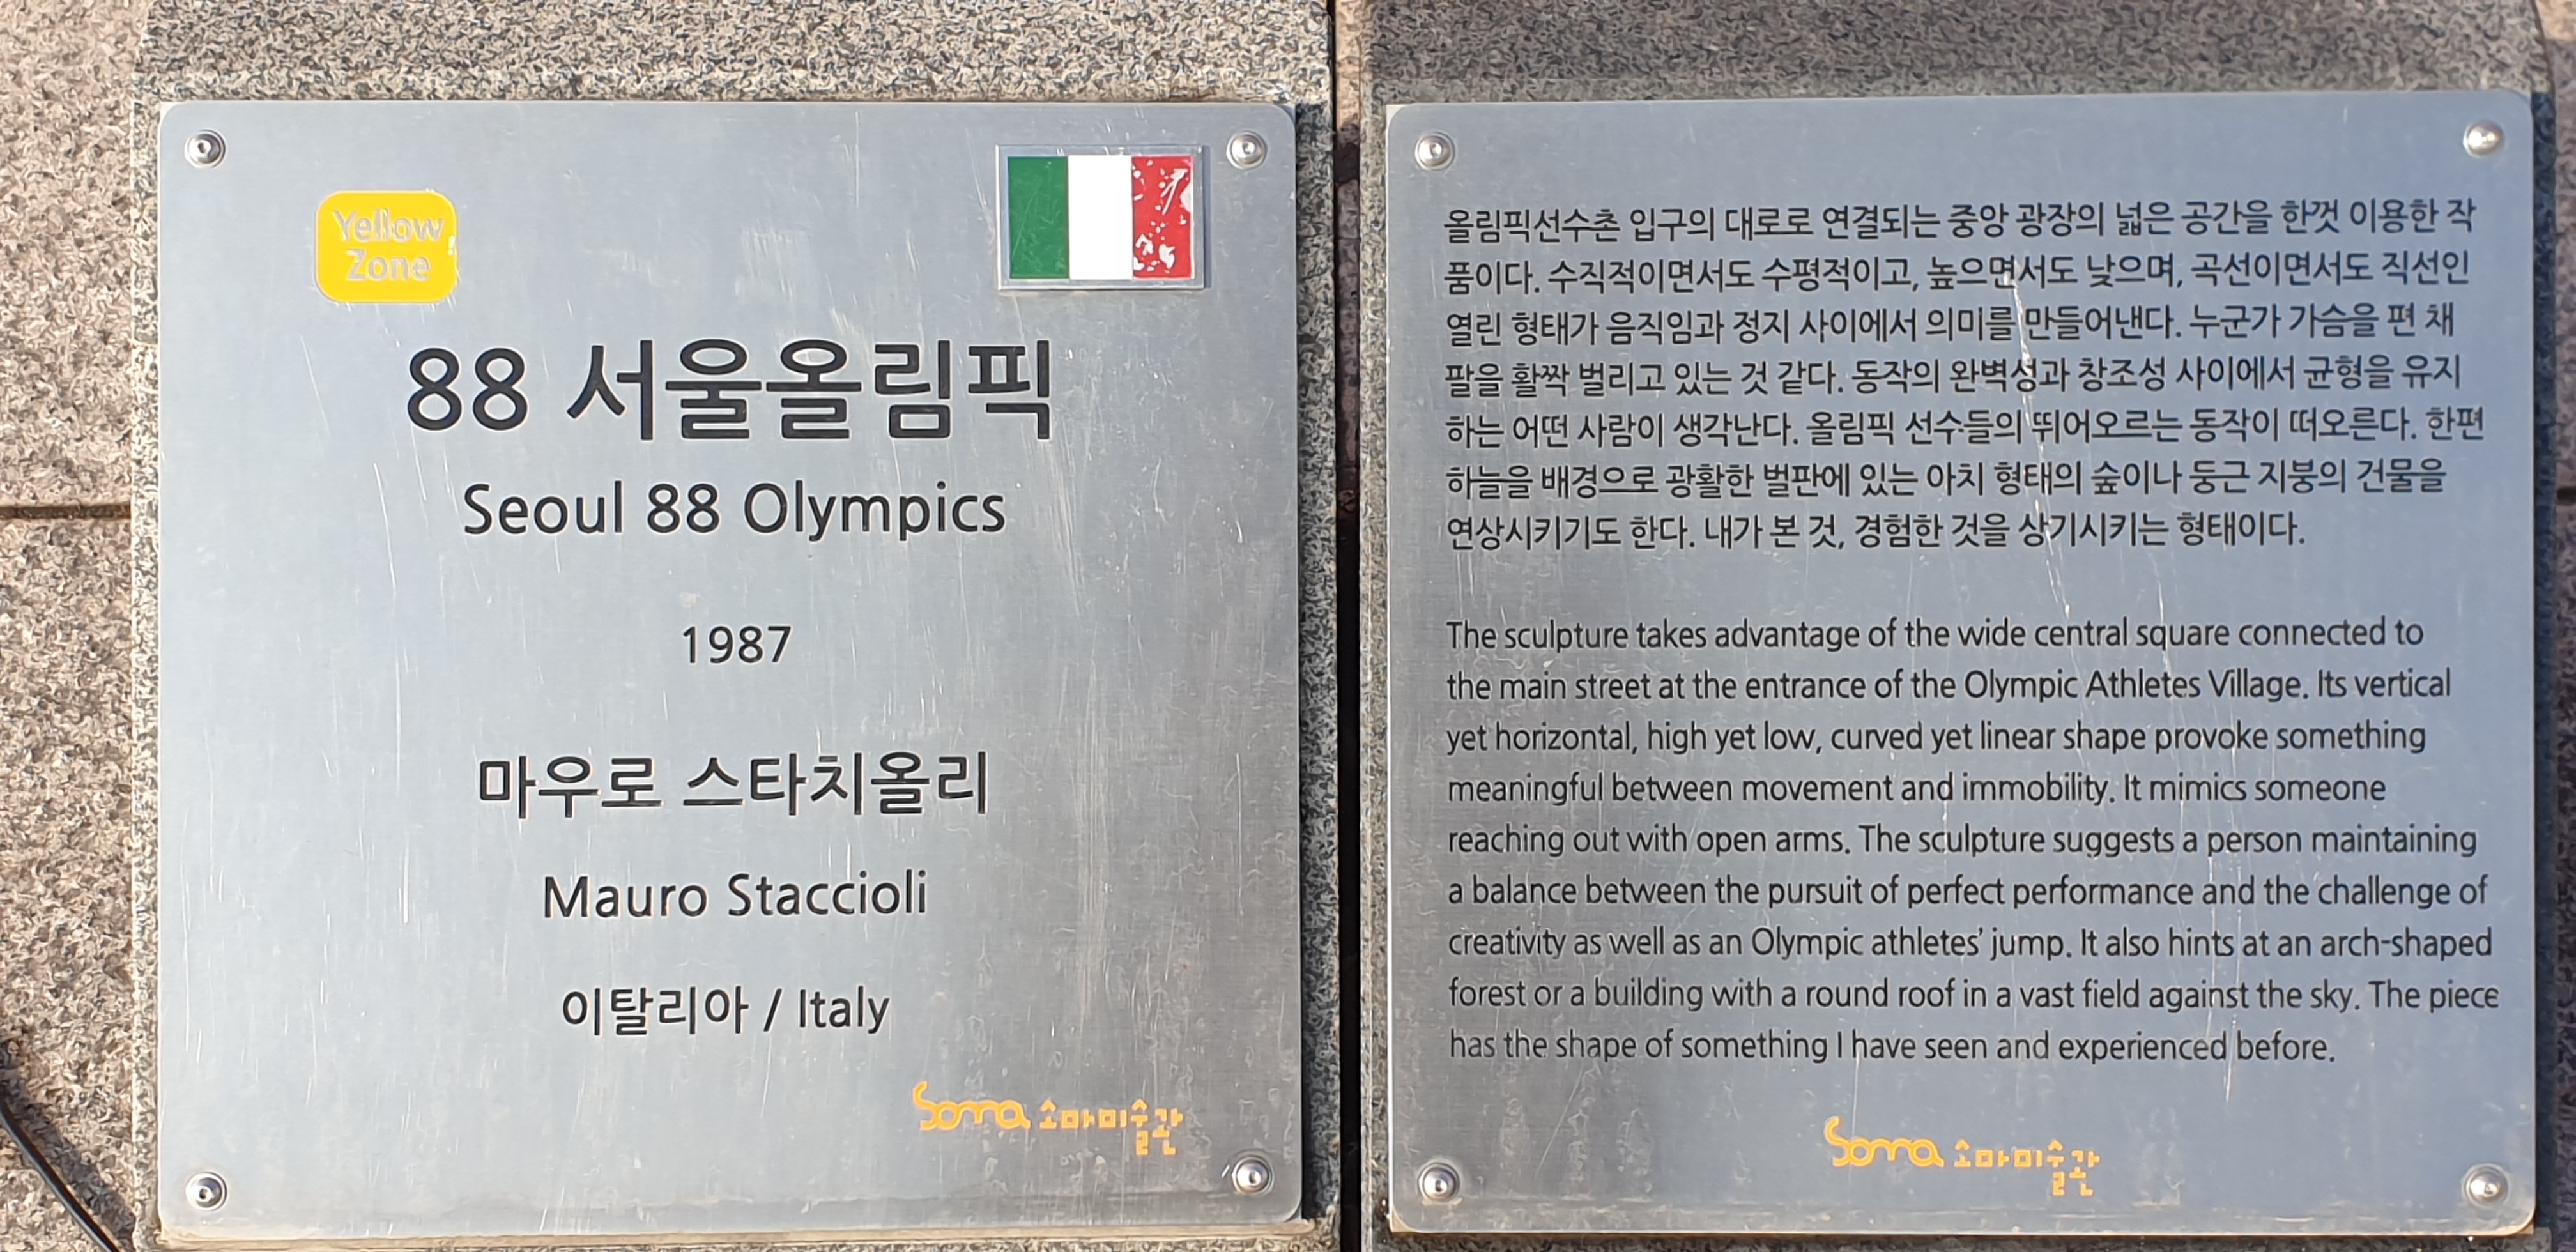 Yellow
Zone
88 서울올림픽
Seoul 88 Olympics
1987
마우로 스타치올리
Mauro Staccioli
이탈리아 / Italy
Soma 소마미술관
올림픽선수촌 입구의 대로로 연결되는 중앙 광장의 넓은 공간을 한껏 이용한 작
품이다. 수직적이면서도 수평적이고, 높으면서도 낮으며, 곡선이면서도 직선인
열린 형태가 음직임과 정지 사이에서 의미를 만들어낸다. 누군가 가슴을 편 채
팔을 활짝 벌리고 있는 것 같다. 동작의 완벽성과 창조성 사이에서 균형을 유지
하는 어떤 사람이 생각난다. 올림픽 선수들의 뛰어오르는 동작이 떠오른다. 한편
하늘을 배경으로 광활한 벌판에 있는 아치 형태의 숲이나 둥근 지붕의 건물을
연상시키기도 한다. 내가 본 것, 경험한 것을 상기시키는 형태이다.
The sculpture takes advantage of the wide central square connected to
the main street at the entrance of the Olympic Athletes Village. Its vertical
yet horizontal, high yet low, curved yet linear shape provoke something
meaningful between movement and immobility. It mimics someone
reaching out with open arms. The sculpture suggests a person maintaining
a balance between the pursuit of perfect performance and the challenge of
creativity as well as an Olympic athletes' jump. It also hints at an arch-shaped
forest or a building with a round roof in a vast field against the sky. The piece
has the shape of something I have seen and experienced before.
Soma 소마미술관